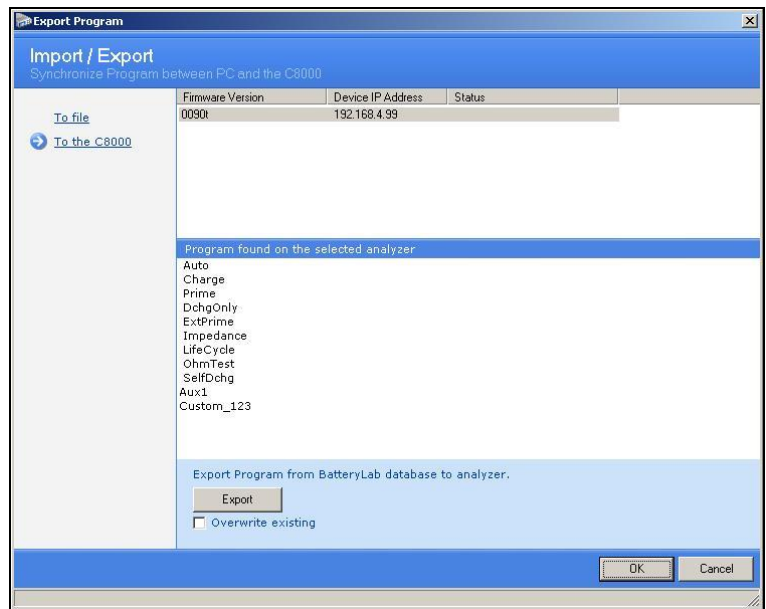 Export Program
Import / Export
Synchronize Program between PC and the C8000
To file
To the C8000
Firmware Version Device IP Address Status
0090t 192.168.4.99
Program found on the selected analyzer
Auto
Charge
Prime
DchgOnly
ExtPrime
Impedance
LifeCycle
OhmTest
SelfDchg
Aux1
Custom_123
Export Program from BatteryLab database to analyzer.
Export
Overwrite existing
OK Cancel